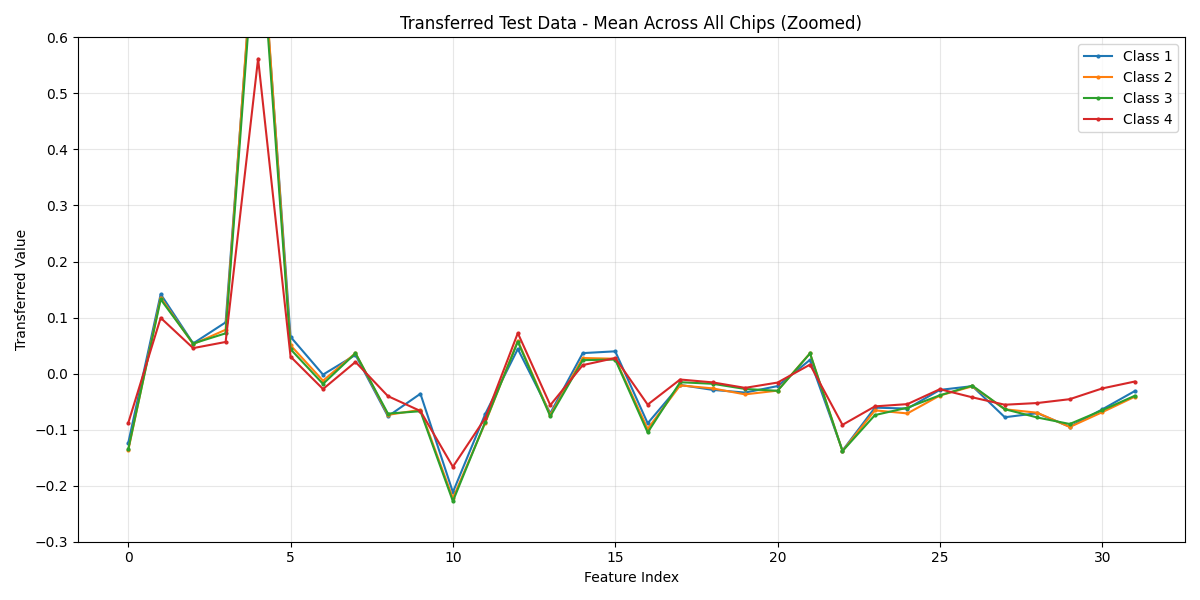 Transferred Test Data - Mean Across All Chips (Zoomed)
Transferred Value
0.6
0.5
0.4
0.3
0.2
0.1
0.0
−0.1
−0.2
−0.3
Class 1
Class 2
Class 3
Class 4
0 5 10 15 20 25 30
Feature Index